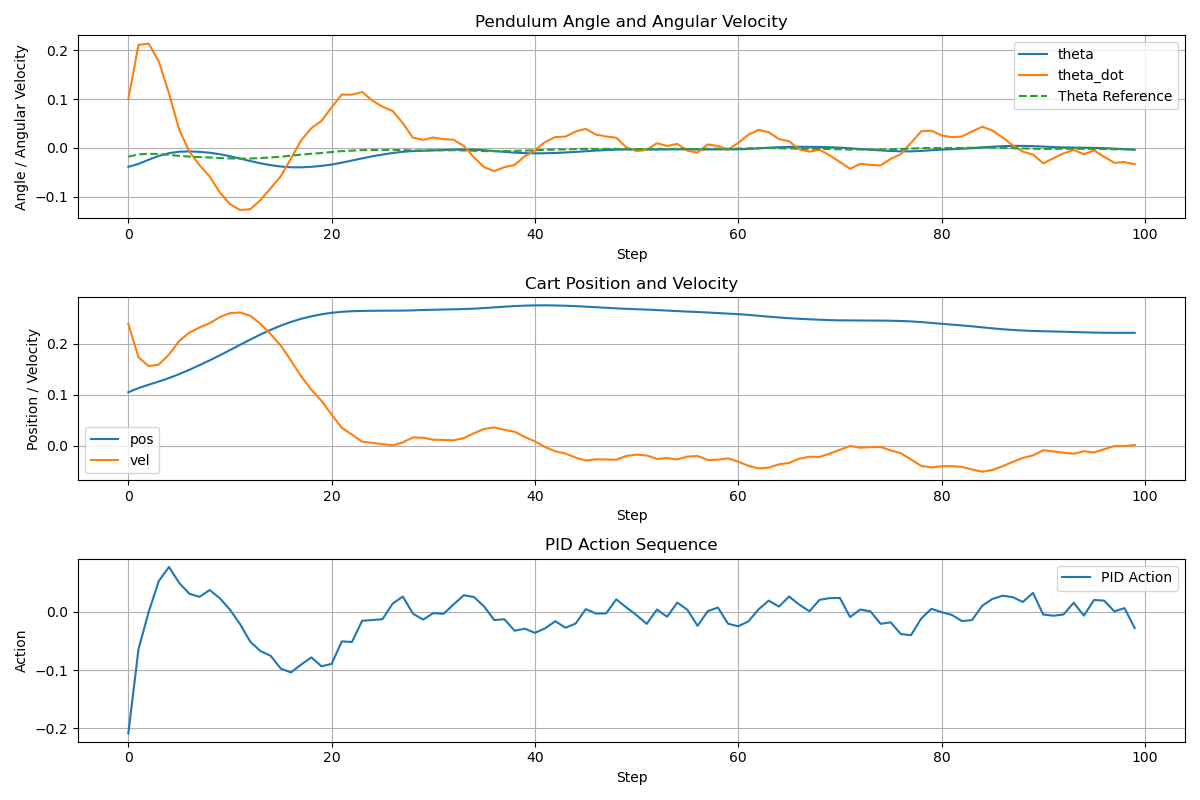 Pendulum Angle and Angular Velocity
Angle / Angular Velocity
0.2
0.1
0.0
−0.1
theta
theta_dot
Theta Reference
0 20 40 60 80 100
Step
Cart Position and Velocity
Position / Velocity
0.2
0.1
0.0
pos
vel
0 20 40 60 80 100
Step
PID Action Sequence
Action
0.0
−0.1
−0.2
PID Action
0 20 40 60 80 100
Step